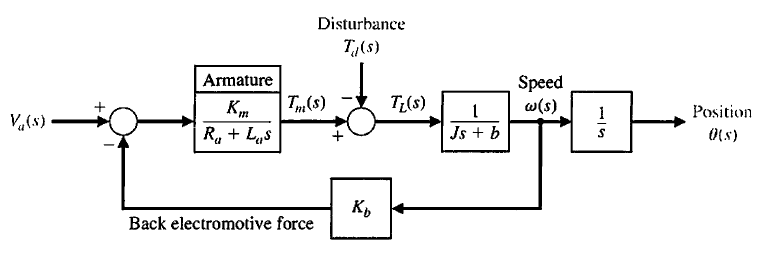 Disturbance
T_d(s)
Armature
Speed
V_a(s)
+
−
K_m
R_a + L_a s
T_m(s)
−
+
T_L(s)
1
Js + b
ω(s)
1
s
Position
θ(s)
K_b
Back electromotive force